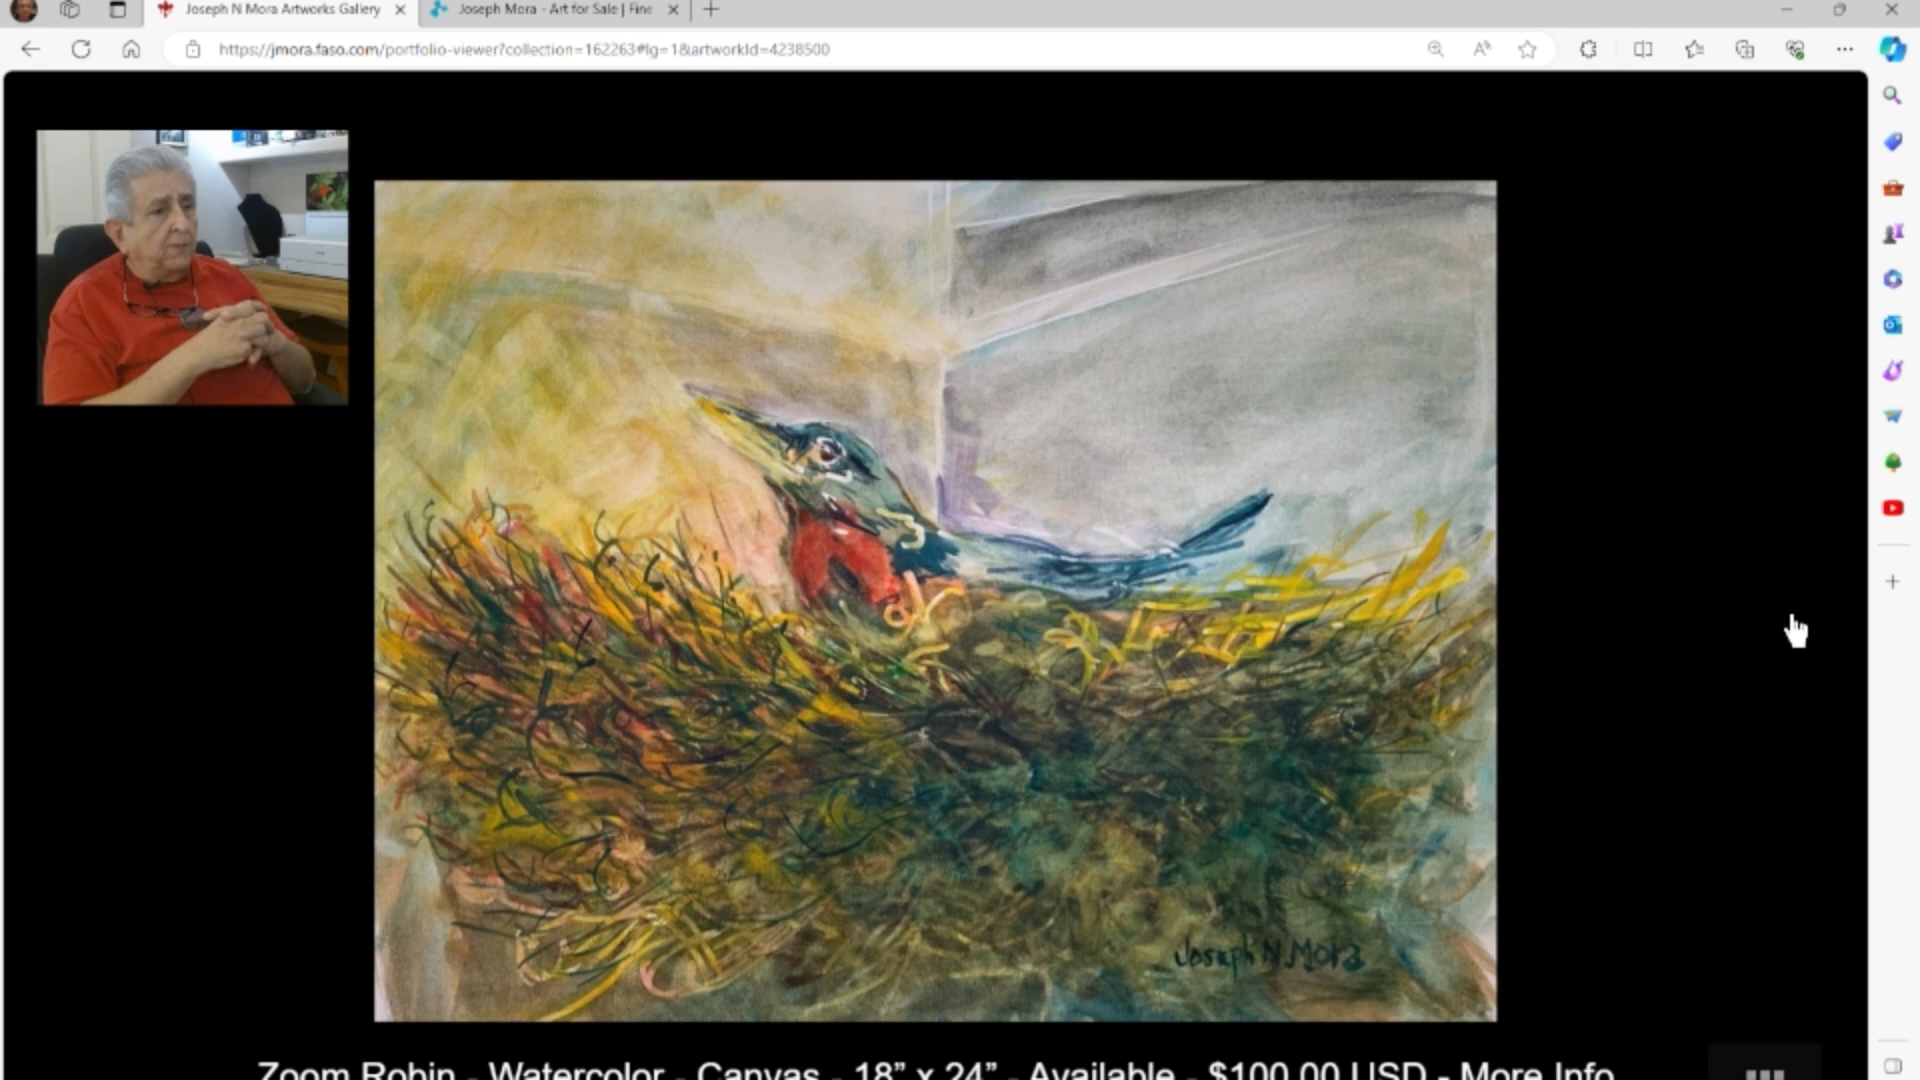 Joseph N Mora Artworks Gallery
Joseph Mora - Art for Sale | Fine
https://jmora.faso.com/portfolio-viewer?collection=162263#lg=1&artworkId=4238500
Joseph N Mora
Zoom Robin - Watercolor - Canvas - 18” x 24” - Available - $100.00 USD - More Info